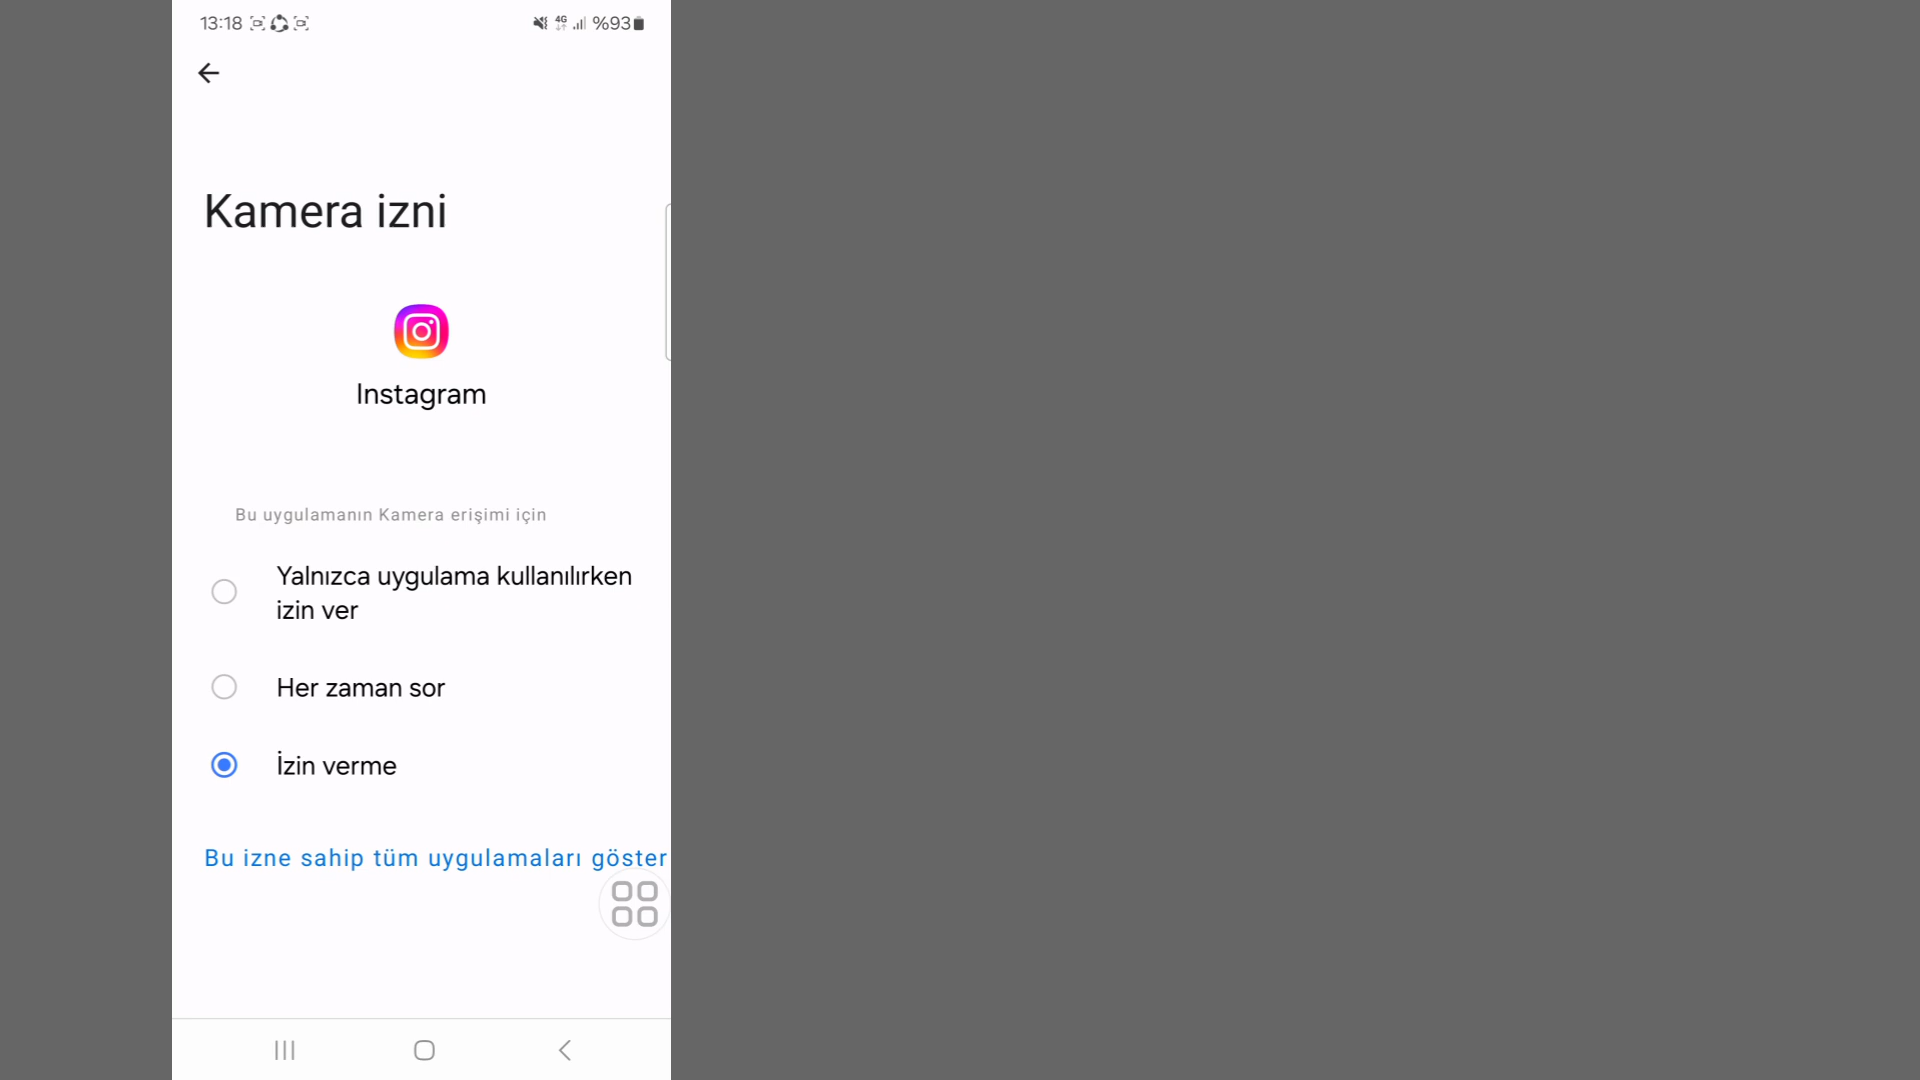 13:18 4G %93
Kamera izni
Instagram
Bu uygulamanın Kamera erişimi için
Yalnızca uygulama kullanılırken
izin ver
Her zaman sor
İzin verme
Bu izne sahip tüm uygulamaları göster